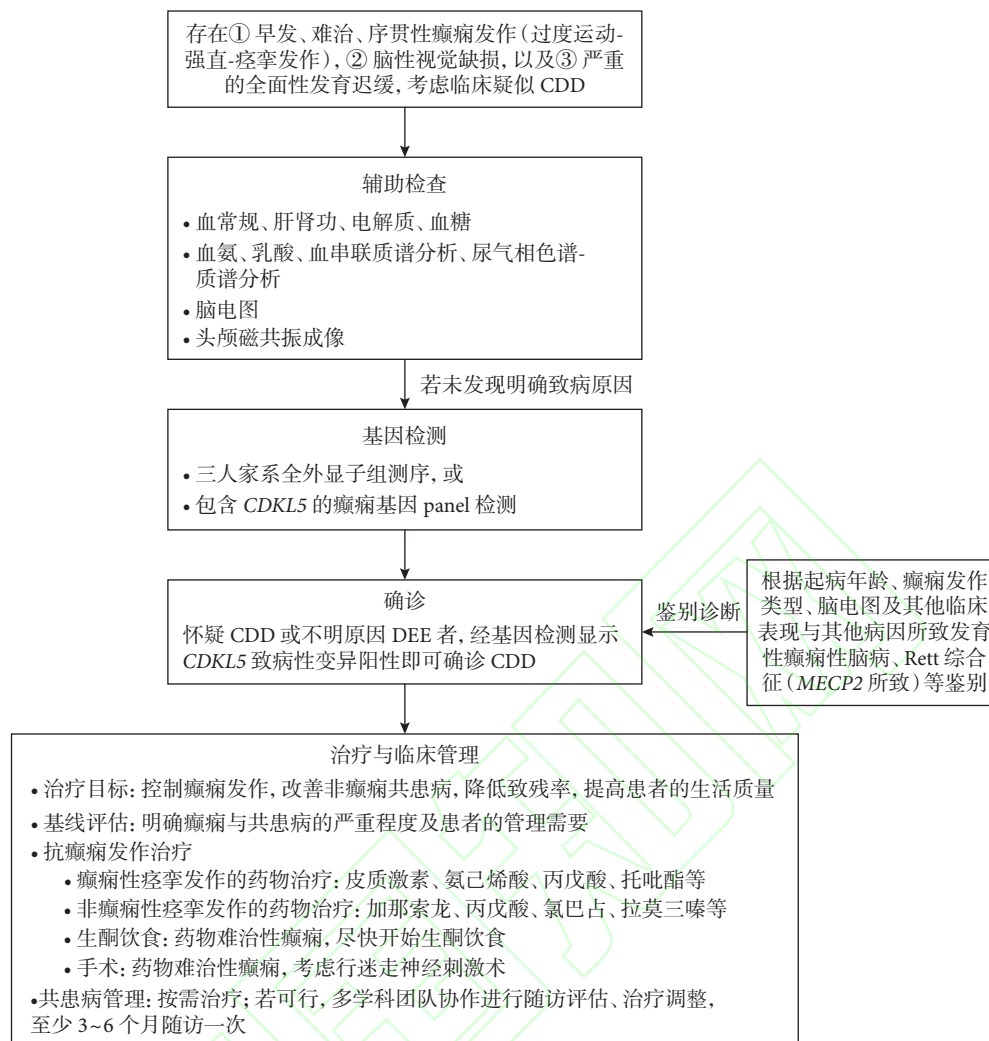 存在① 早发、难治、序贯性癫痫发作(过度运动-
强直-痉挛发作), ② 脑性视觉缺损, 以及③ 严重
的全面性发育迟缓, 考虑临床疑似 CDD
辅助检查
• 血常规、肝肾功、电解质、血糖
• 血氨、乳酸、血串联质谱分析、尿气相色谱-
质谱分析
• 脑电图
• 头颅磁共振成像
若未发现明确致病原因
基因检测
• 三人家系全外显子组测序, 或
• 包含 CDKL5 的癫痫基因 panel 检测
确诊
怀疑 CDD 或不明原因 DEE 者, 经基因检测显示
CDKL5 致病性变异阳性即可确诊 CDD
鉴别诊断
根据起病年龄、癫痫发作
类型、脑电图及其他临床
表现与其他病因所致发育
性癫痫性脑病、Rett 综合
征(MECP2 所致)等鉴别
治疗与临床管理
• 治疗目标: 控制癫痫发作, 改善非癫痫共患病, 降低致残率, 提高患者的生活质量
• 基线评估: 明确癫痫与共患病的严重程度及患者的管理需要
• 抗癫痫发作治疗
• 癫痫性痉挛发作的药物治疗: 皮质激素、氨己烯酸、丙戊酸、托吡酯等
• 非癫痫性痉挛发作的药物治疗: 加那索龙、丙戊酸、氯巴占、拉莫三嗪等
• 生酮饮食: 药物难治性癫痫, 尽快开始生酮饮食
• 手术: 药物难治性癫痫, 考虑行迷走神经刺激术
•共患病管理: 按需治疗; 若可行, 多学科团队协作进行随访评估、治疗调整,
至少 3~6 个月随访一次